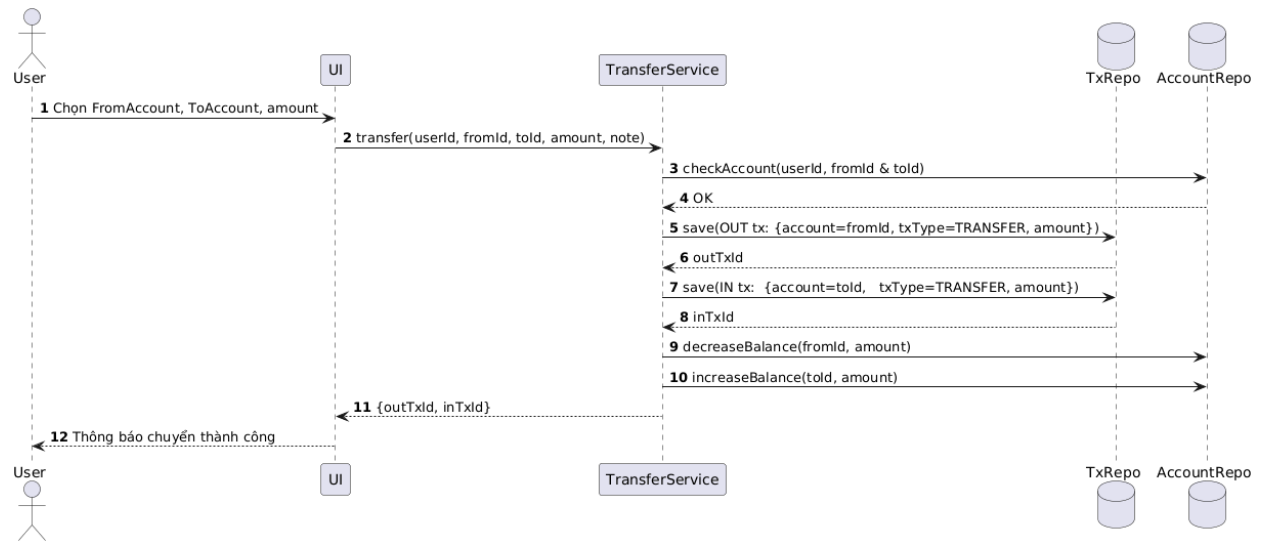 User
UI
TransferService
TxRepo
AccountRepo
1 Chọn FromAccount, ToAccount, amount
2 transfer(userId, fromId, toId, amount, note)
3 checkAccount(userId, fromId & toId)
4 OK
5 save(OUT tx: {account=fromId, txType=TRANSFER, amount})
6 outTxId
7 save(IN tx:  {account=toId,   txType=TRANSFER, amount})
8 inTxId
9 decreaseBalance(fromId, amount)
10 increaseBalance(toId, amount)
11 {outTxId, inTxId}
12 Thông báo chuyển thành công
User
UI
TransferService
TxRepo
AccountRepo